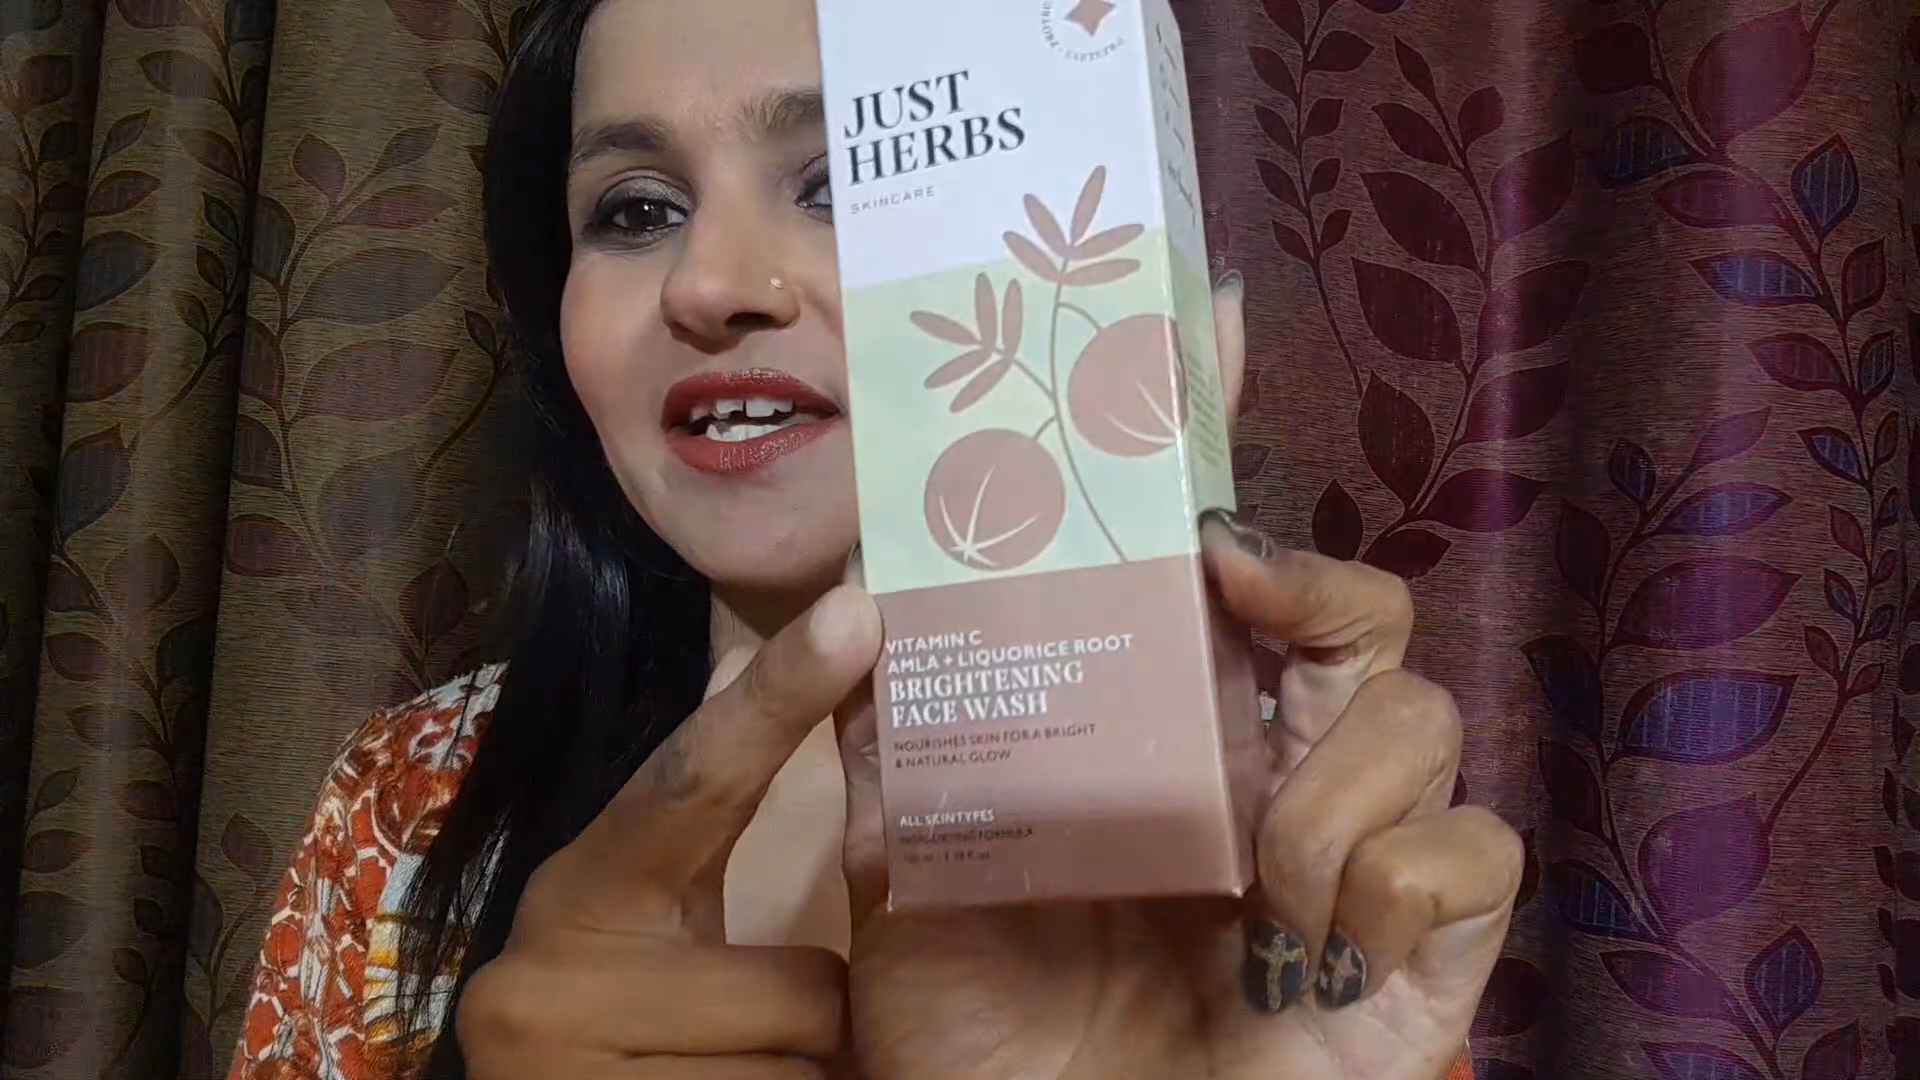 JUST
HERBS
SKINCARE
VITAMIN C
AMLA + LIQUORICE ROOT
BRIGHTENING
FACE WASH
NOURISHES SKIN FOR A BRIGHT
& NATURAL GLOW
ALL SKINTYPES